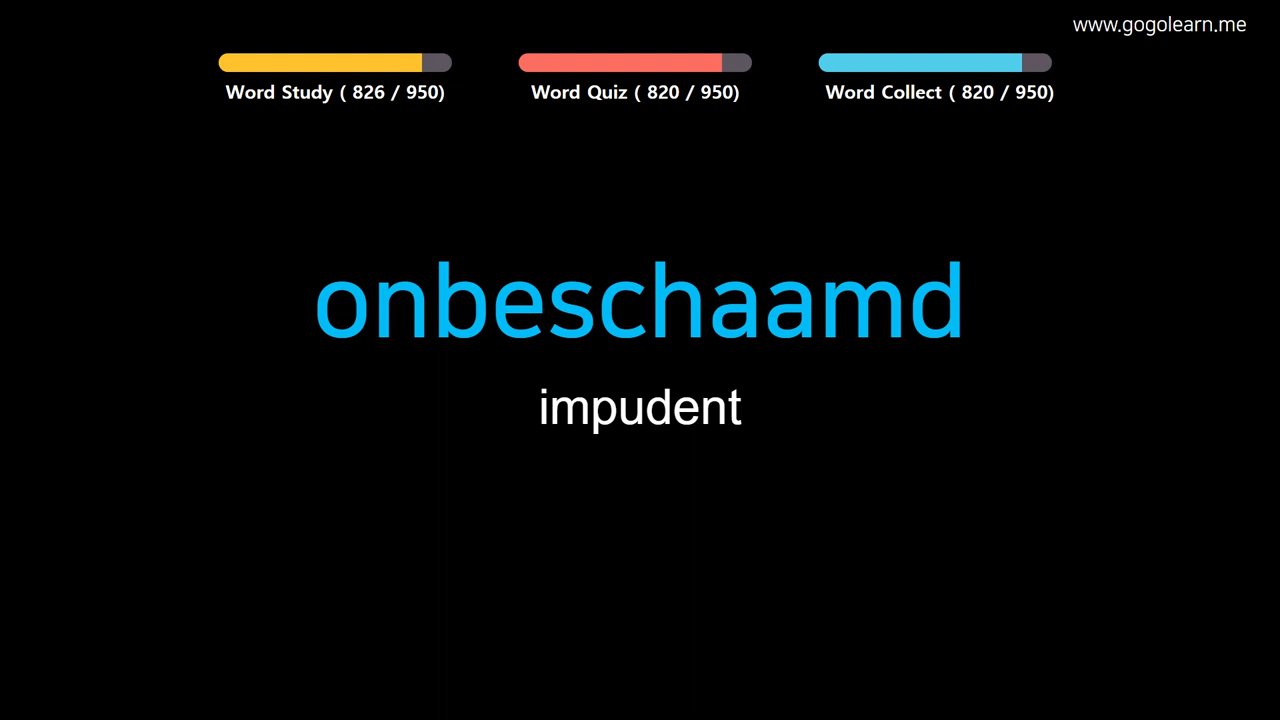 www.gogolearn.me
Word Study ( 826 / 950)
Word Quiz ( 820 / 950)
Word Collect ( 820 / 950)
onbeschaamd
impudent